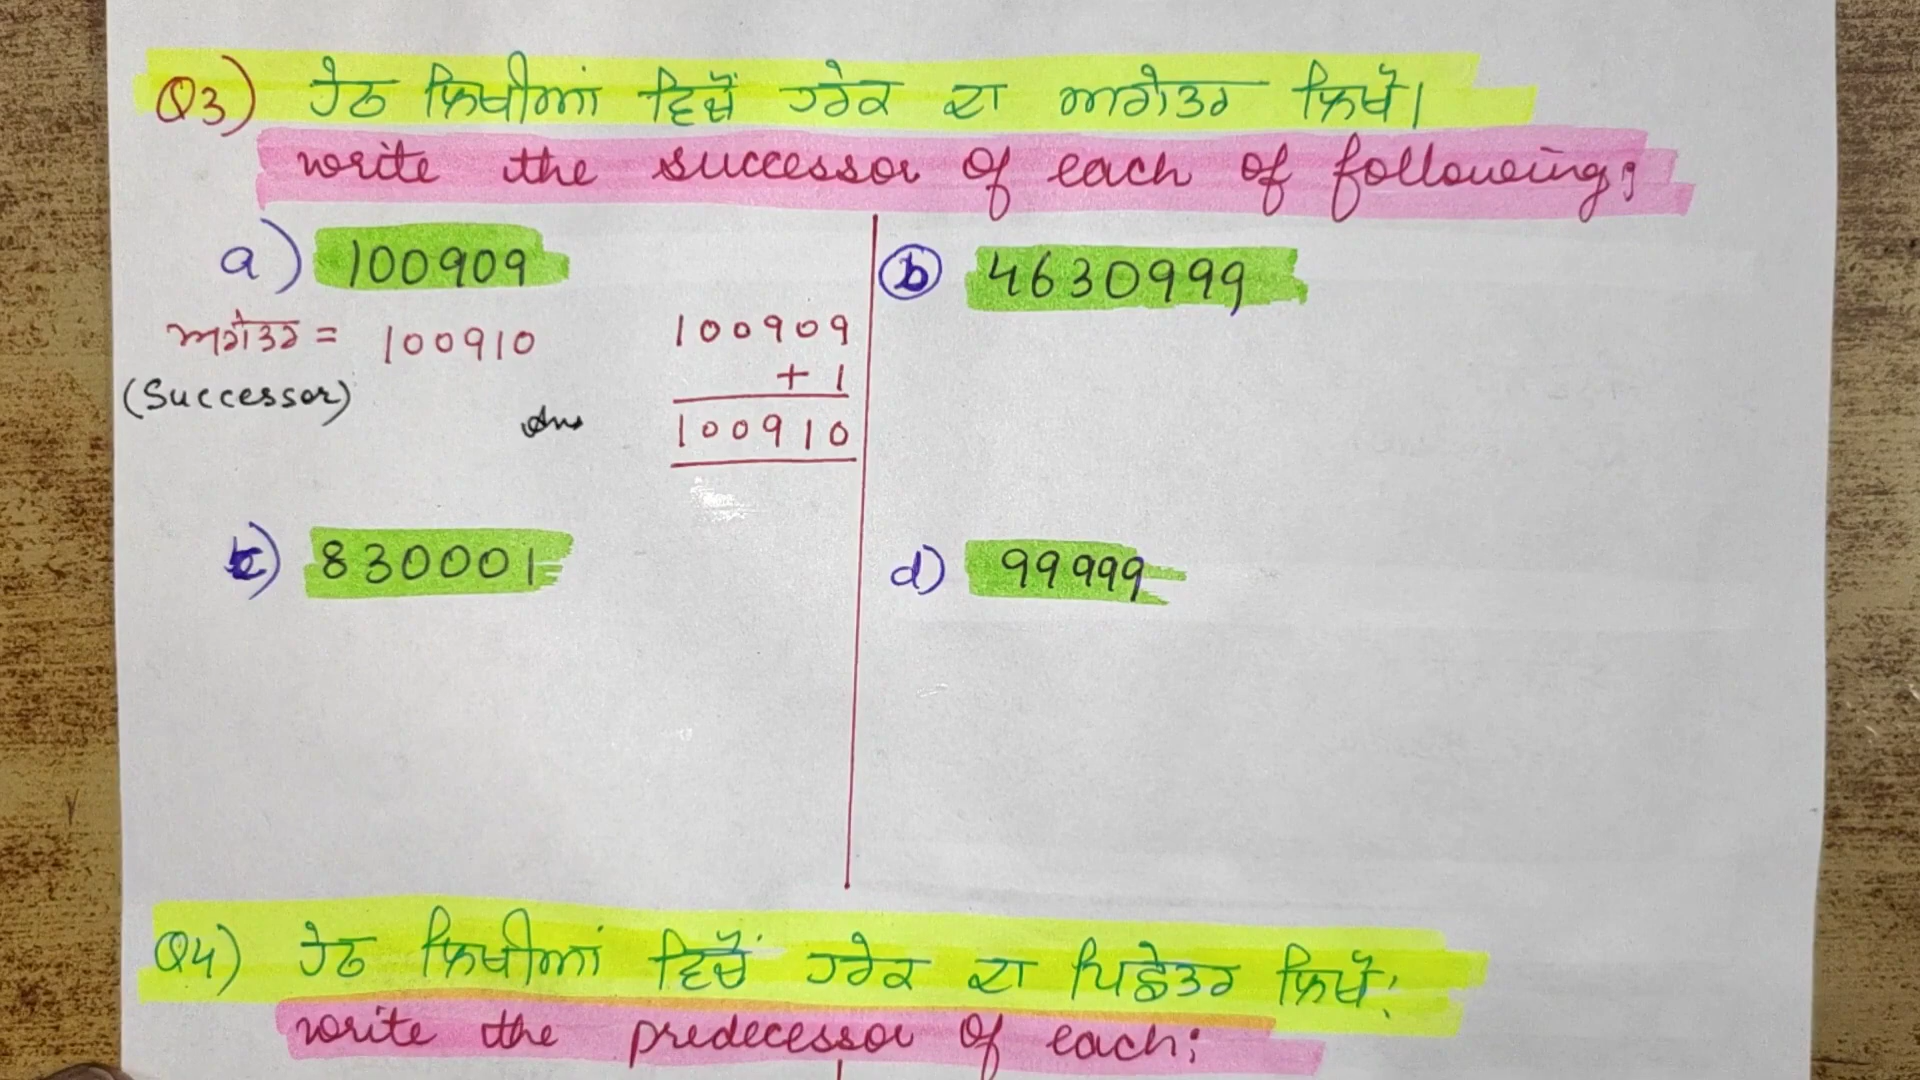 Q3) ਹੇਠ ਲਿਖੀਆਂ ਵਿਚੋਂ ਹਰੇਕ ਦਾ ਅਗੇਤਰ ਲਿਖੋ।
write the successor of each of following;
a) 100909
ਅਗੇਤਰ = 100910
(Successor)
Ans
100909
+ 1
100910
b 4630999
c) 830001
d) 99999
Q4) ਹੇਠ ਲਿਖੀਆਂ ਵਿਚੋਂ ਹਰੇਕ ਦਾ ਪਿਛੇਤਰ ਲਿਖੋ:
write the predecessor of each: